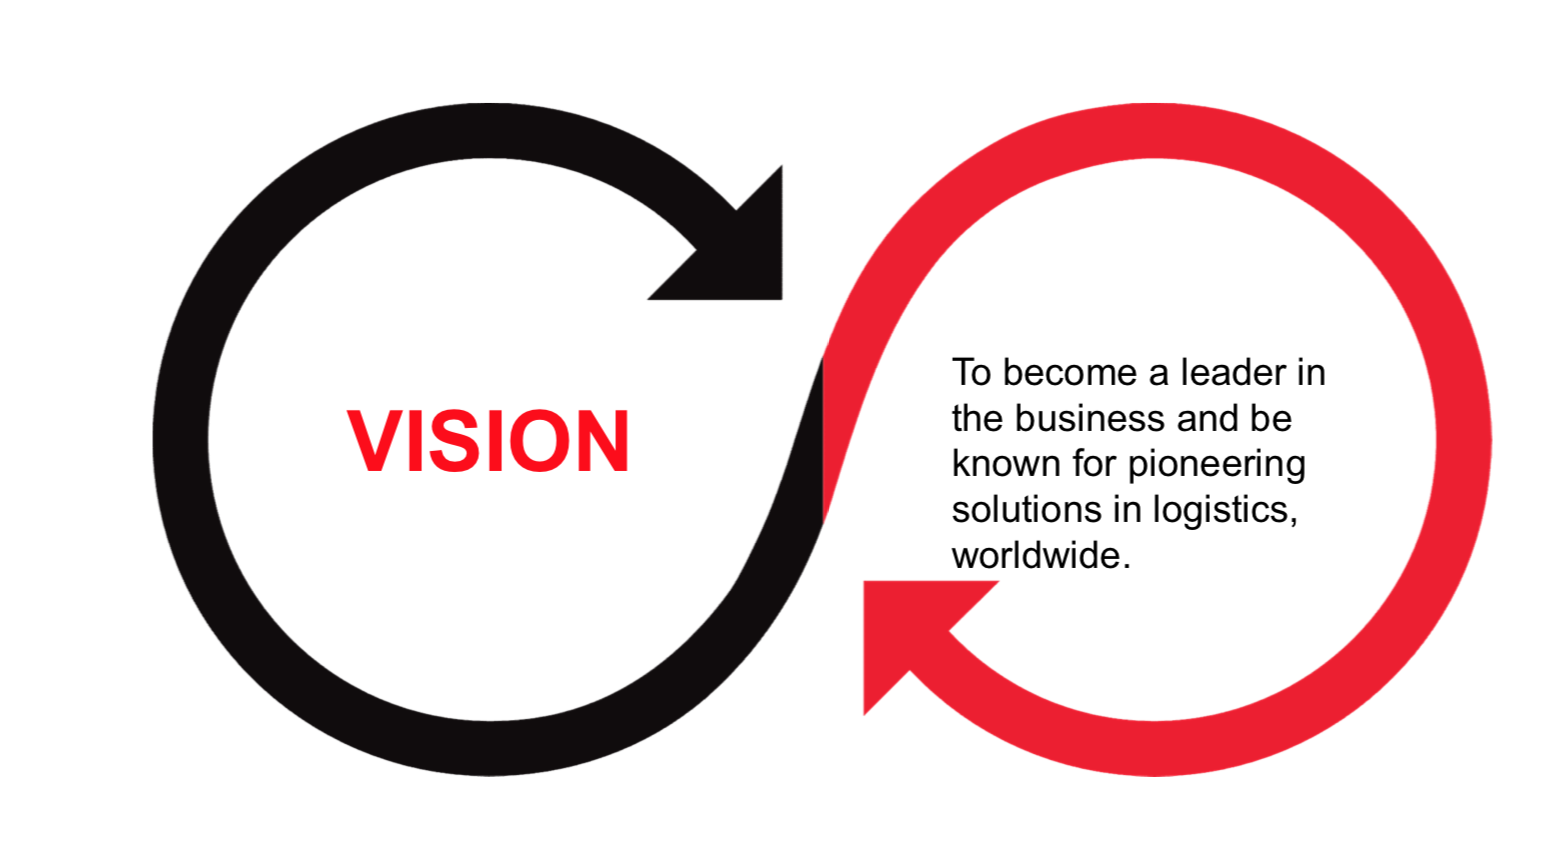 VISION
To become a leader in
the business and be
known for pioneering
solutions in logistics,
worldwide.